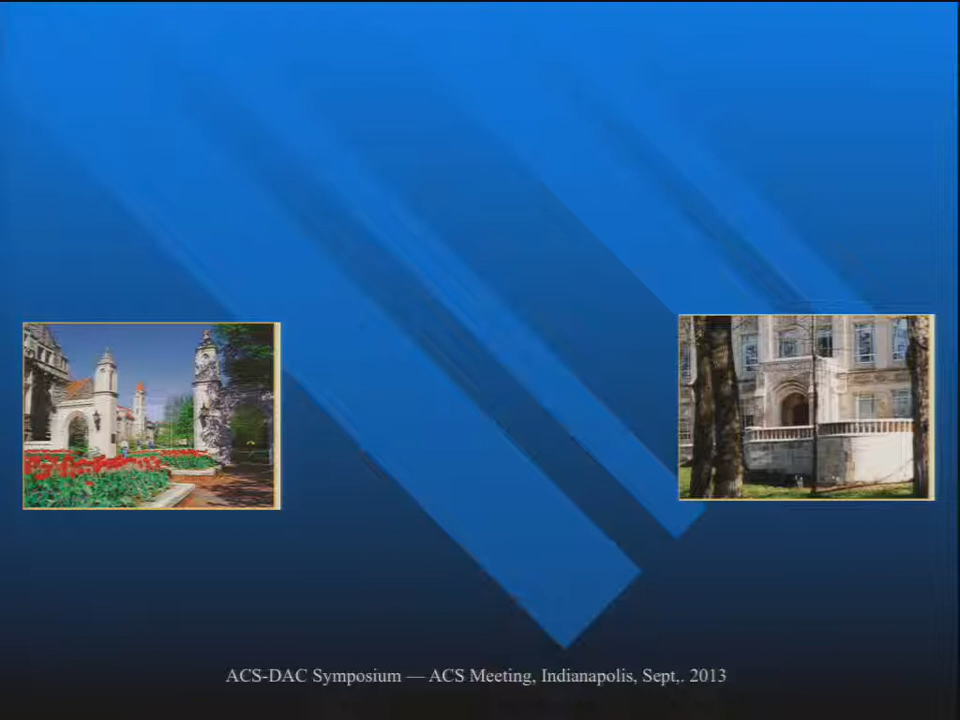 ACS-DAC Symposium — ACS Meeting, Indianapolis, Sept,. 2013